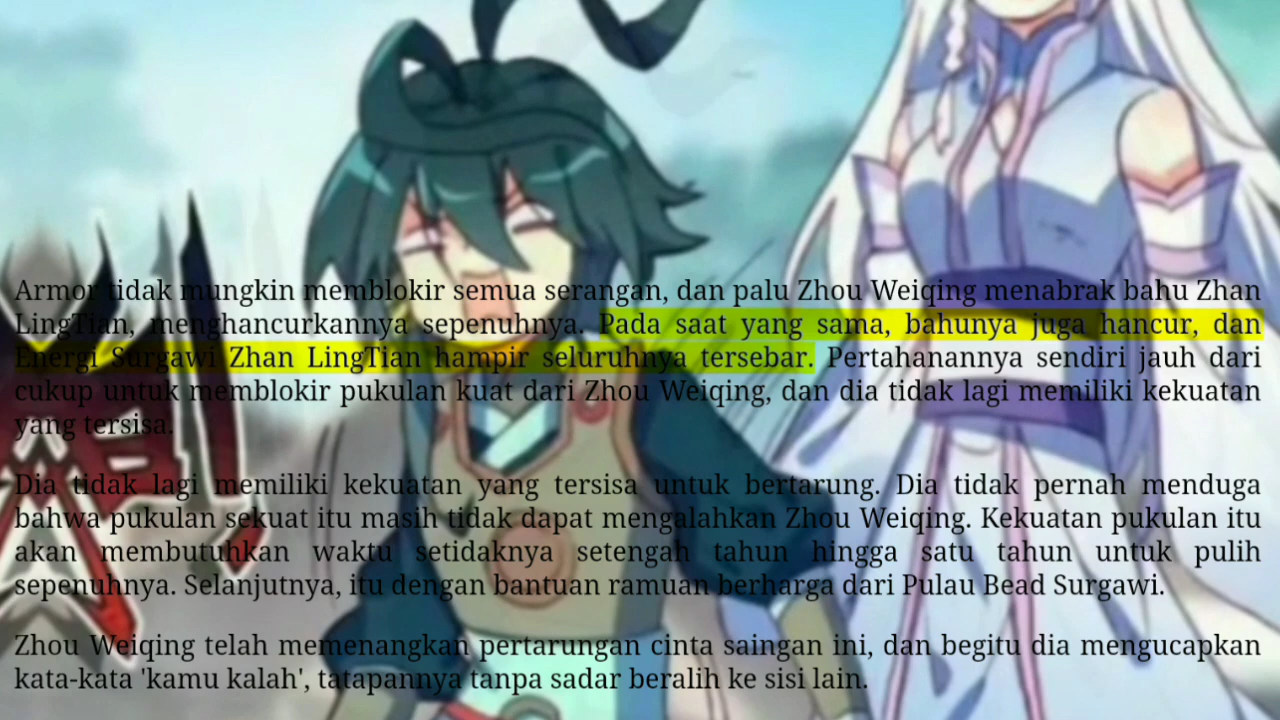 Armor tidak mungkin memblokir semua serangan, dan palu Zhou Weiqing menabrak bahu Zhan
LingTian, menghancurkannya sepenuhnya. Pada saat yang sama, bahunya juga hancur, dan
Energi Surgawi Zhan LingTian hampir seluruhnya tersebar. Pertahanannya sendiri jauh dari
cukup untuk memblokir pukulan kuat dari Zhou Weiqing, dan dia tidak lagi memiliki kekuatan
yang tersisa.
Dia tidak lagi memiliki kekuatan yang tersisa untuk bertarung. Dia tidak pernah menduga
bahwa pukulan sekuat itu masih tidak dapat mengalahkan Zhou Weiqing. Kekuatan pukulan itu
akan membutuhkan waktu setidaknya setengah tahun hingga satu tahun untuk pulih
sepenuhnya. Selanjutnya, itu dengan bantuan ramuan berharga dari Pulau Bead Surgawi.
Zhou Weiqing telah memenangkan pertarungan cinta saingan ini, dan begitu dia mengucapkan
kata-kata 'kamu kalah', tatapannya tanpa sadar beralih ke sisi lain.